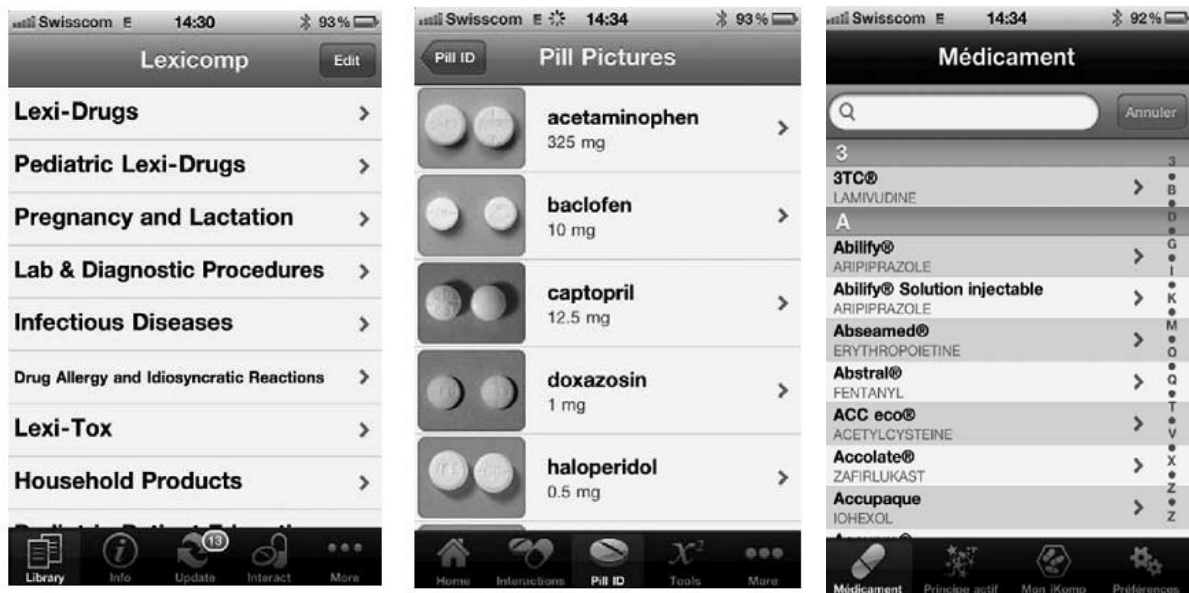 Swisscom E 14:30 93%
Lexicomp Edit
Lexi-Drugs
Pediatric Lexi-Drugs
Pregnancy and Lactation
Lab & Diagnostic Procedures
Infectious Diseases
Drug Allergy and Idiosyncratic Reactions
Lexi-Tox
Household Products
13
Library Info Update Interact More
Swisscom E 14:34 93%
Pill ID Pill Pictures
acetaminophen
325 mg
baclofen
10 mg
captopril
12.5 mg
doxazosin
1 mg
haloperidol
0.5 mg
x²
Home Interactions Pill ID Tools More
Swisscom E 14:34 92%
Médicament
Annuler
3
3TC®
LAMIVUDINE
A
Abilify®
ARIPIPRAZOLE
Abilify® Solution injectable
ARIPIPRAZOLE
Abseamed®
ERYTHROPOIETINE
Abstral®
FENTANYL
ACC eco®
ACETYLCYSTEINE
Accolate®
ZAFIRLUKAST
Accupaque
IOHEXOL
3
B
D
G
I
K
M
O
Q
T
V
X
Z
Z
Médicament Principe actif Mon iKomp Préférences